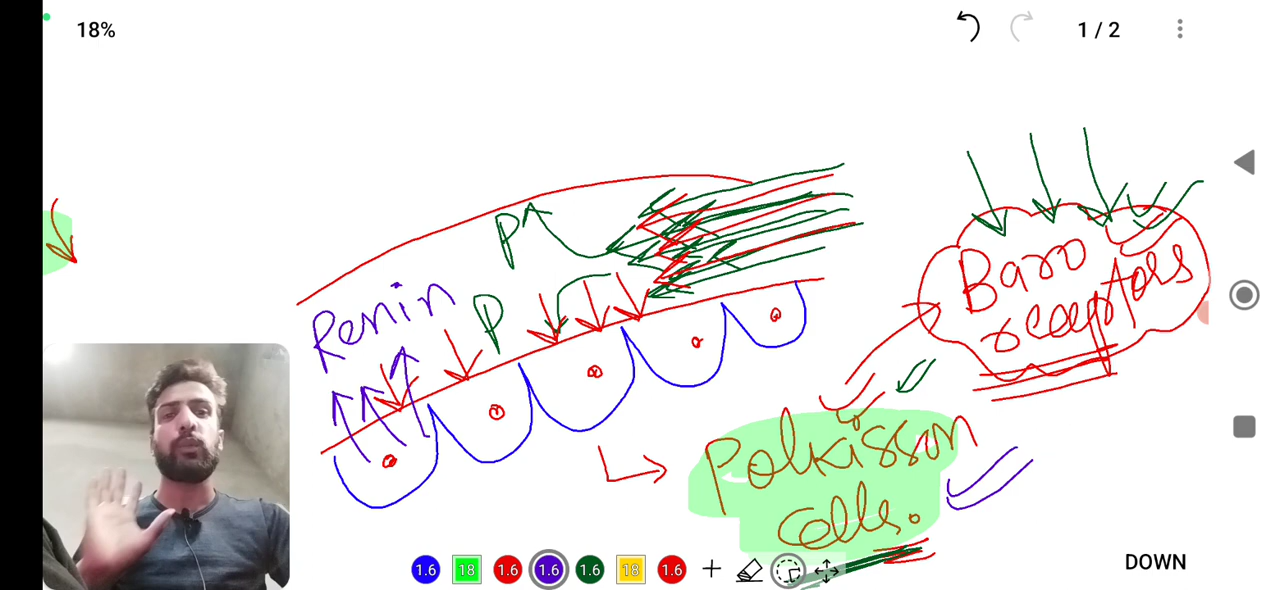 18%
1 / 2
P
Baro
receptors
Renin
P
Polkisson
Cells.
1.6 18 1.6 1.6 1.6 18 1.6
DOWN